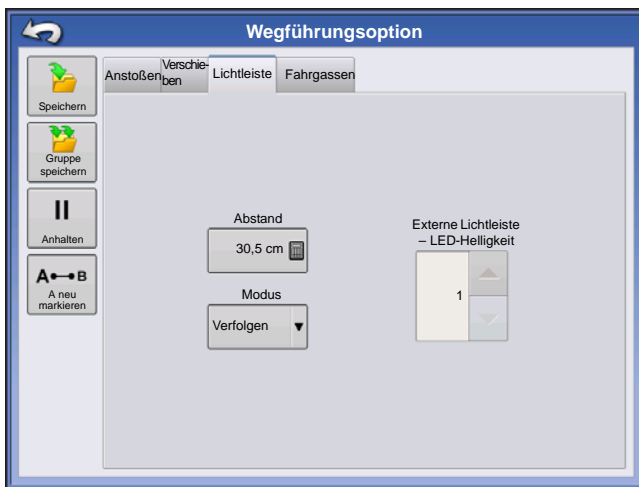 Wegführungsoption
Speichern
Gruppe
speichern
Anhalten
A B
A neu
markieren
Anstoßen
Verschie-
ben
Lichtleiste
Fahrgassen
Abstand
30,5 cm
Modus
Verfolgen
Externe Lichtleiste
– LED-Helligkeit
1